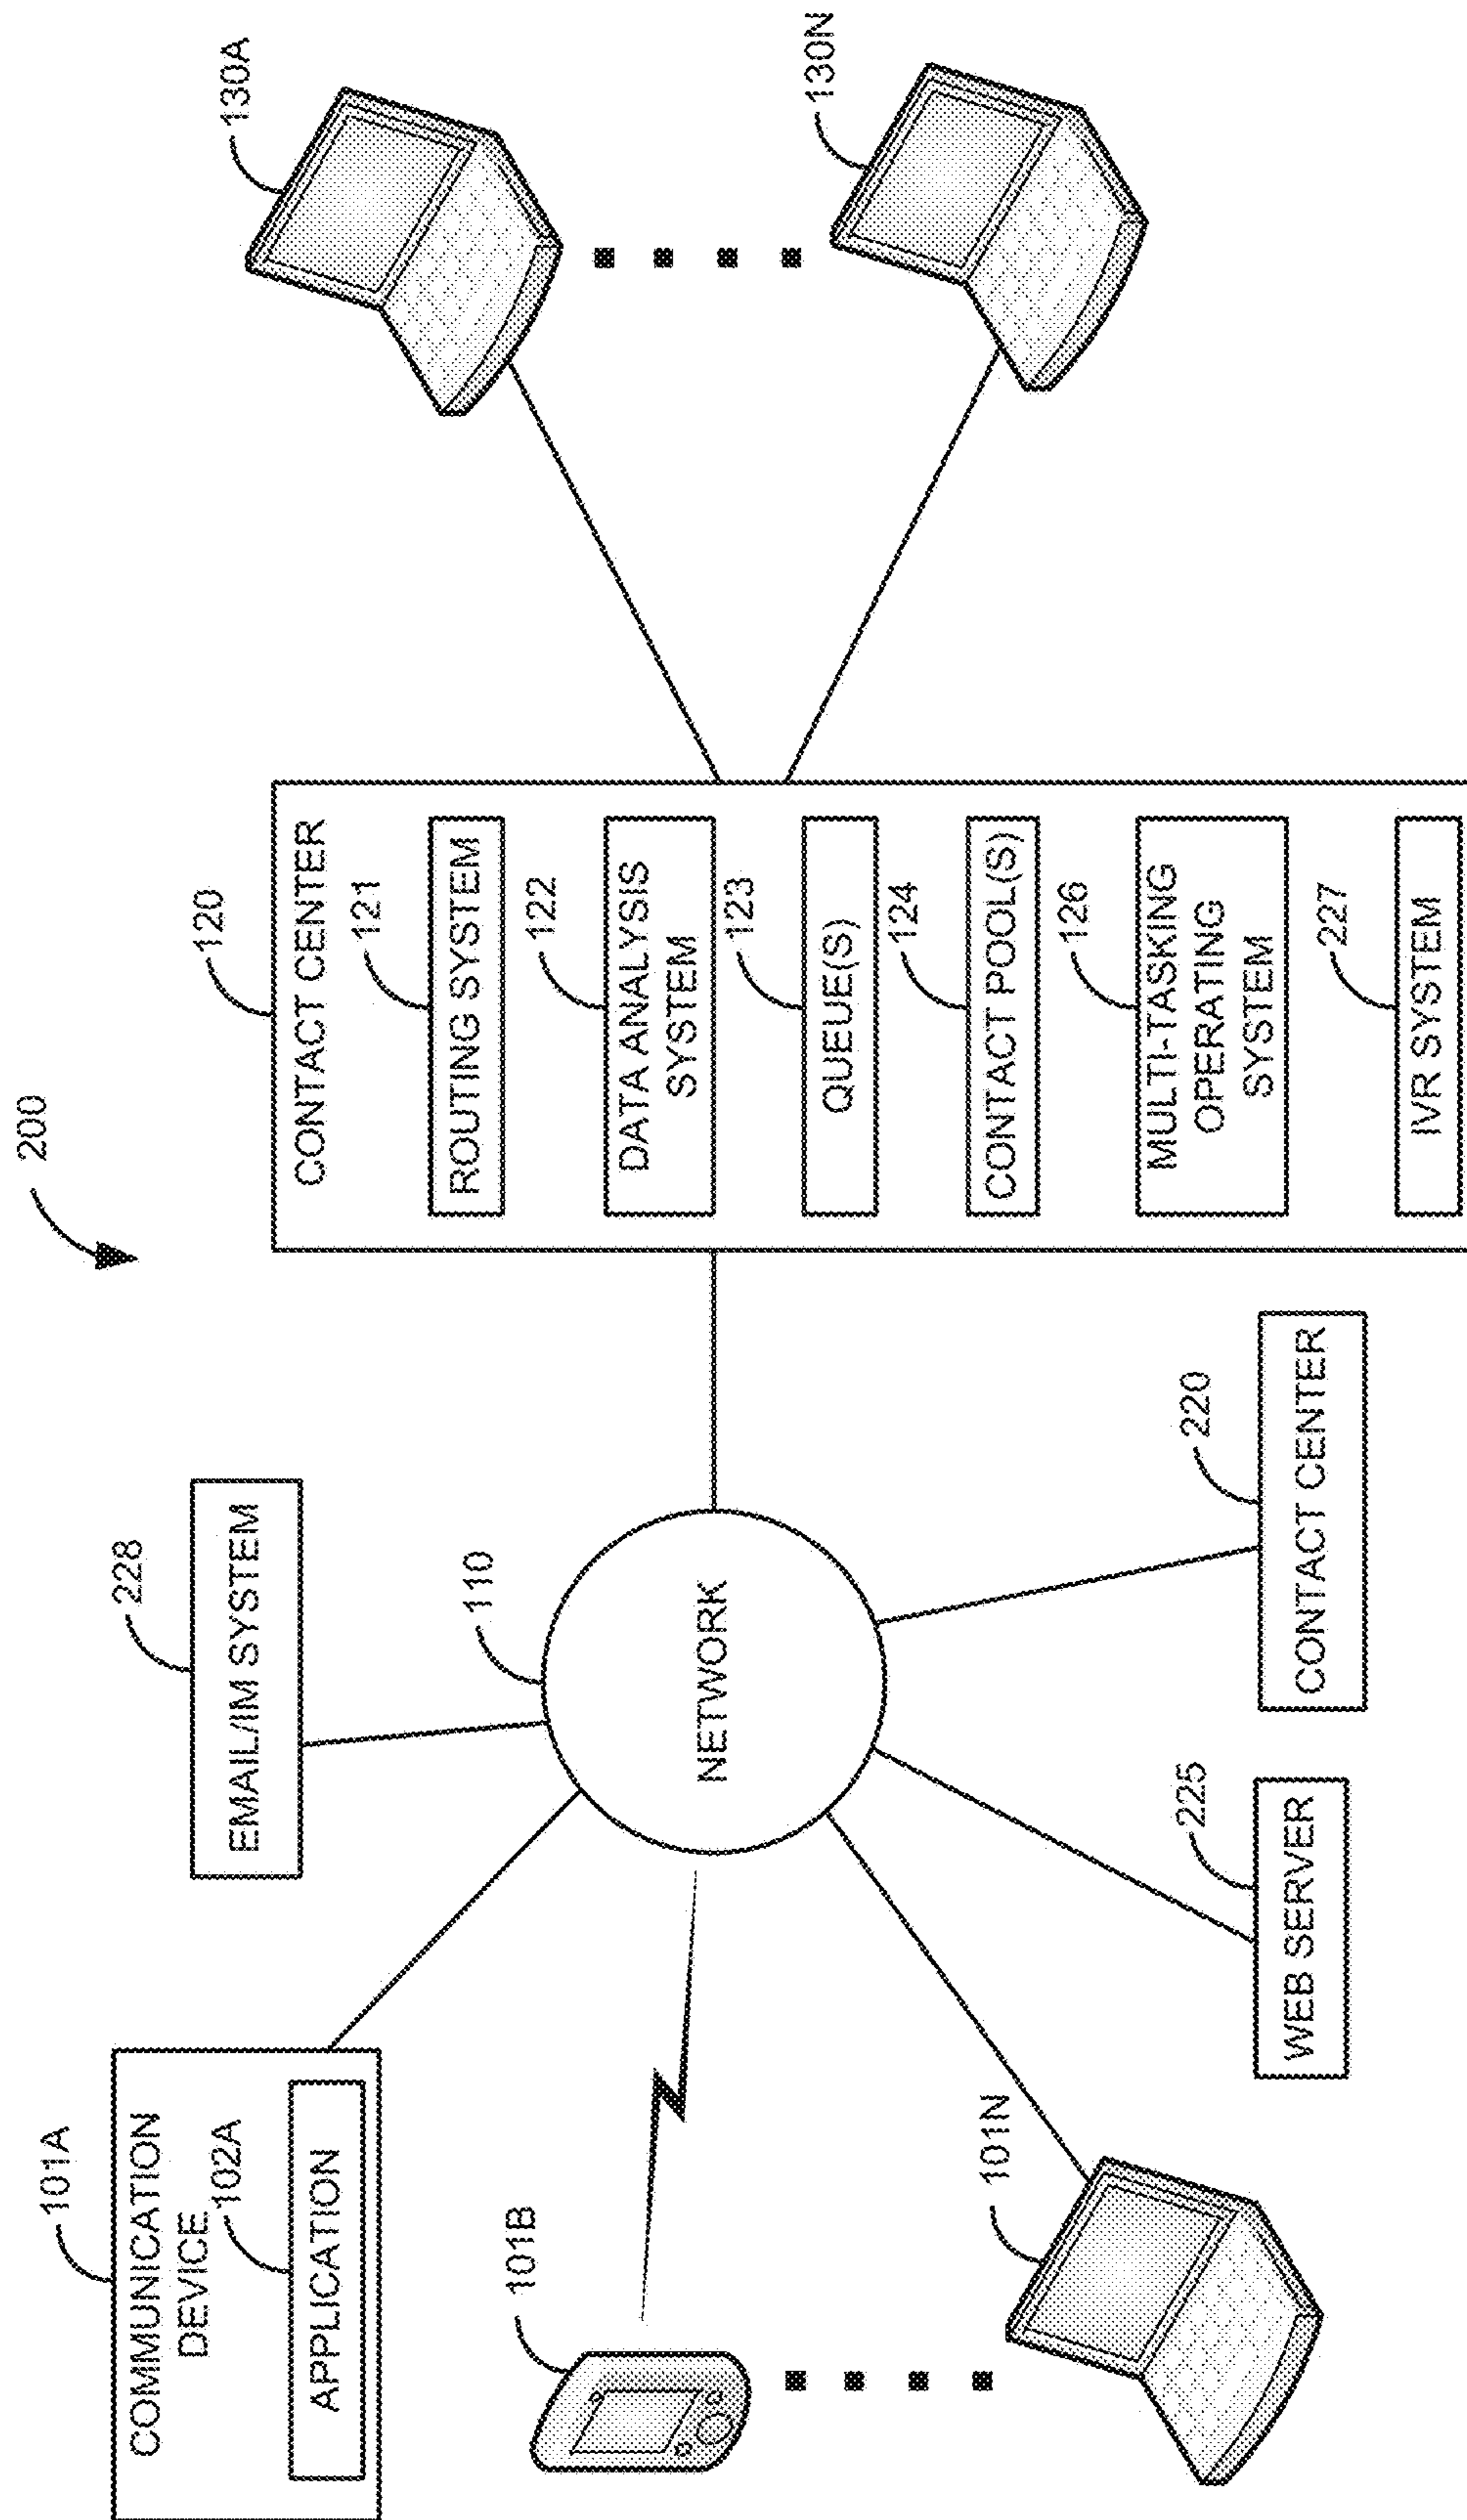 200
101A
COMMUNICATION
DEVICE
102A
APPLICATION
101B
101N
228
EMAIL/IM SYSTEM
110
NETWORK
225
WEB SERVER
220
CONTACT CENTER
120
CONTACT CENTER
121
ROUTING SYSTEM
122
DATA ANALYSIS
SYSTEM
123
QUEUE(S)
124
CONTACT POOL(S)
126
MULTI-TASKING
OPERATING
SYSTEM
227
IVR SYSTEM
130A
130N